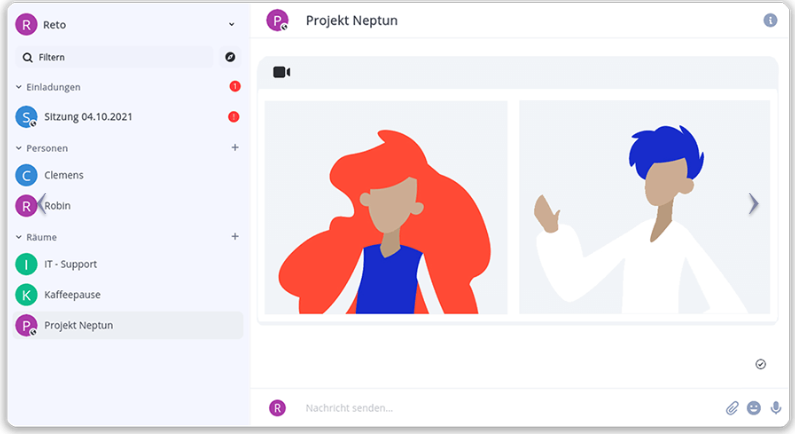 R Reto
Filtern
Einladungen 1
S Sitzung 04.10.2021 !
Personen +
C Clemens
R Robin
Räume +
I IT - Support
K Kaffeepause
P Projekt Neptun
P Projekt Neptun i
R Nachricht senden...